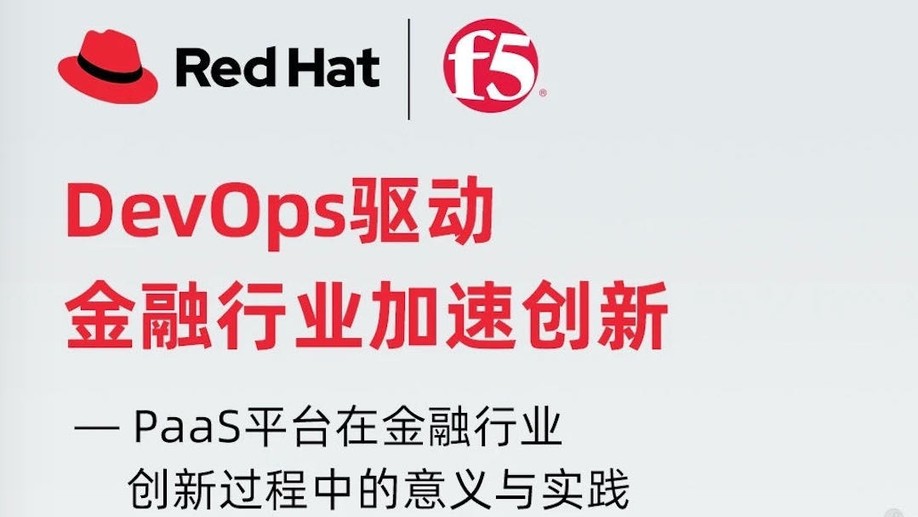 Red Hat
f5
DevOps驱动
金融行业加速创新
— PaaS平台在金融行业
创新过程中的意义与实践